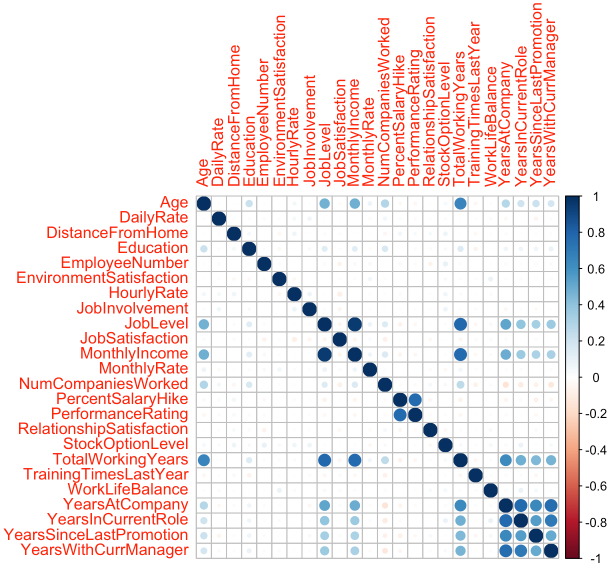 Age
DailyRate
DistanceFromHome
Education
EmployeeNumber
EnvironmentSatisfaction
HourlyRate
JobInvolvement
JobLevel
JobSatisfaction
MonthlyIncome
MonthlyRate
NumCompaniesWorked
PercentSalaryHike
PerformanceRating
RelationshipSatisfaction
StockOptionLevel
TotalWorkingYears
TrainingTimesLastYear
WorkLifeBalance
YearsAtCompany
YearsInCurrentRole
YearsSinceLastPromotion
YearsWithCurrManager
Age
DailyRate
DistanceFromHome
Education
EmployeeNumber
EnvironmentSatisfaction
HourlyRate
JobInvolvement
JobLevel
JobSatisfaction
MonthlyIncome
MonthlyRate
NumCompaniesWorked
PercentSalaryHike
PerformanceRating
RelationshipSatisfaction
StockOptionLevel
TotalWorkingYears
TrainingTimesLastYear
WorkLifeBalance
YearsAtCompany
YearsInCurrentRole
YearsSinceLastPromotion
YearsWithCurrManager
1
0.8
0.6
0.4
0.2
0
-0.2
-0.4
-0.6
-0.8
-1